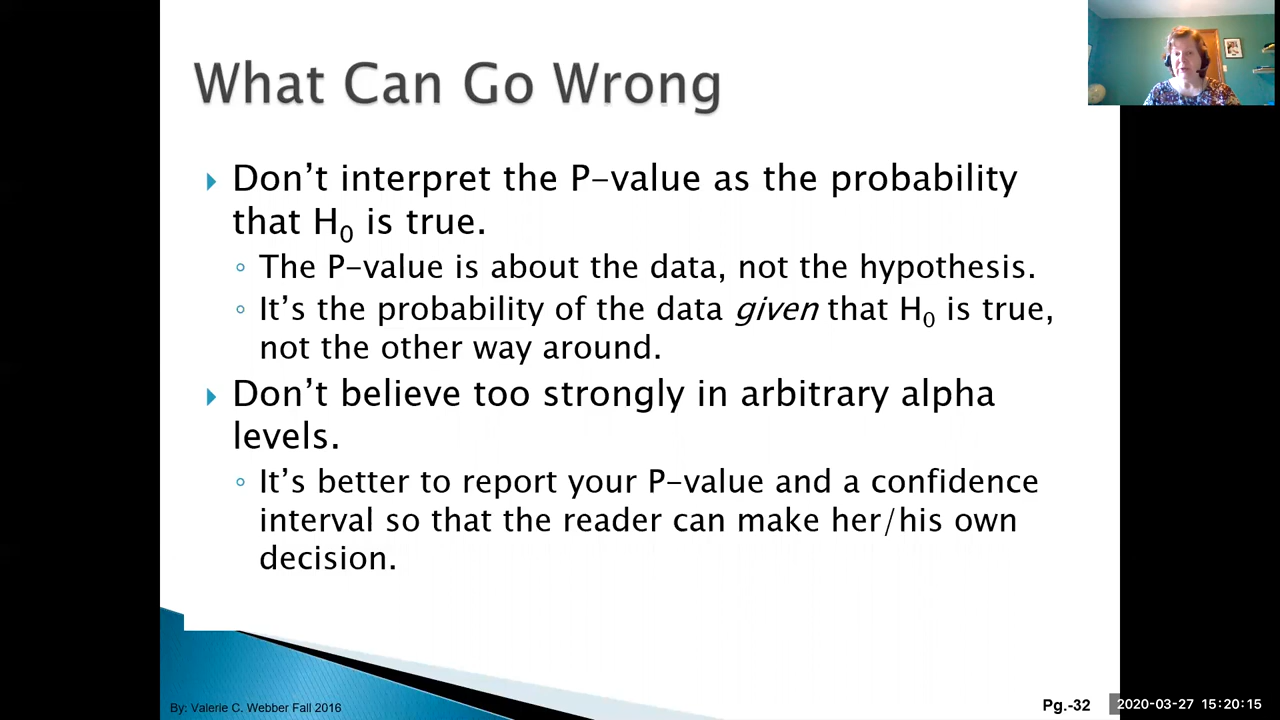 What Can Go Wrong
Don’t interpret the P-value as the probability
that H₀ is true.
The P-value is about the data, not the hypothesis.
It’s the probability of the data given that H₀ is true,
not the other way around.
Don’t believe too strongly in arbitrary alpha
levels.
It’s better to report your P-value and a confidence
interval so that the reader can make her/his own
decision.
By: Valerie C. Webber Fall 2016
Pg.-32
2020-03-27 15:20:15